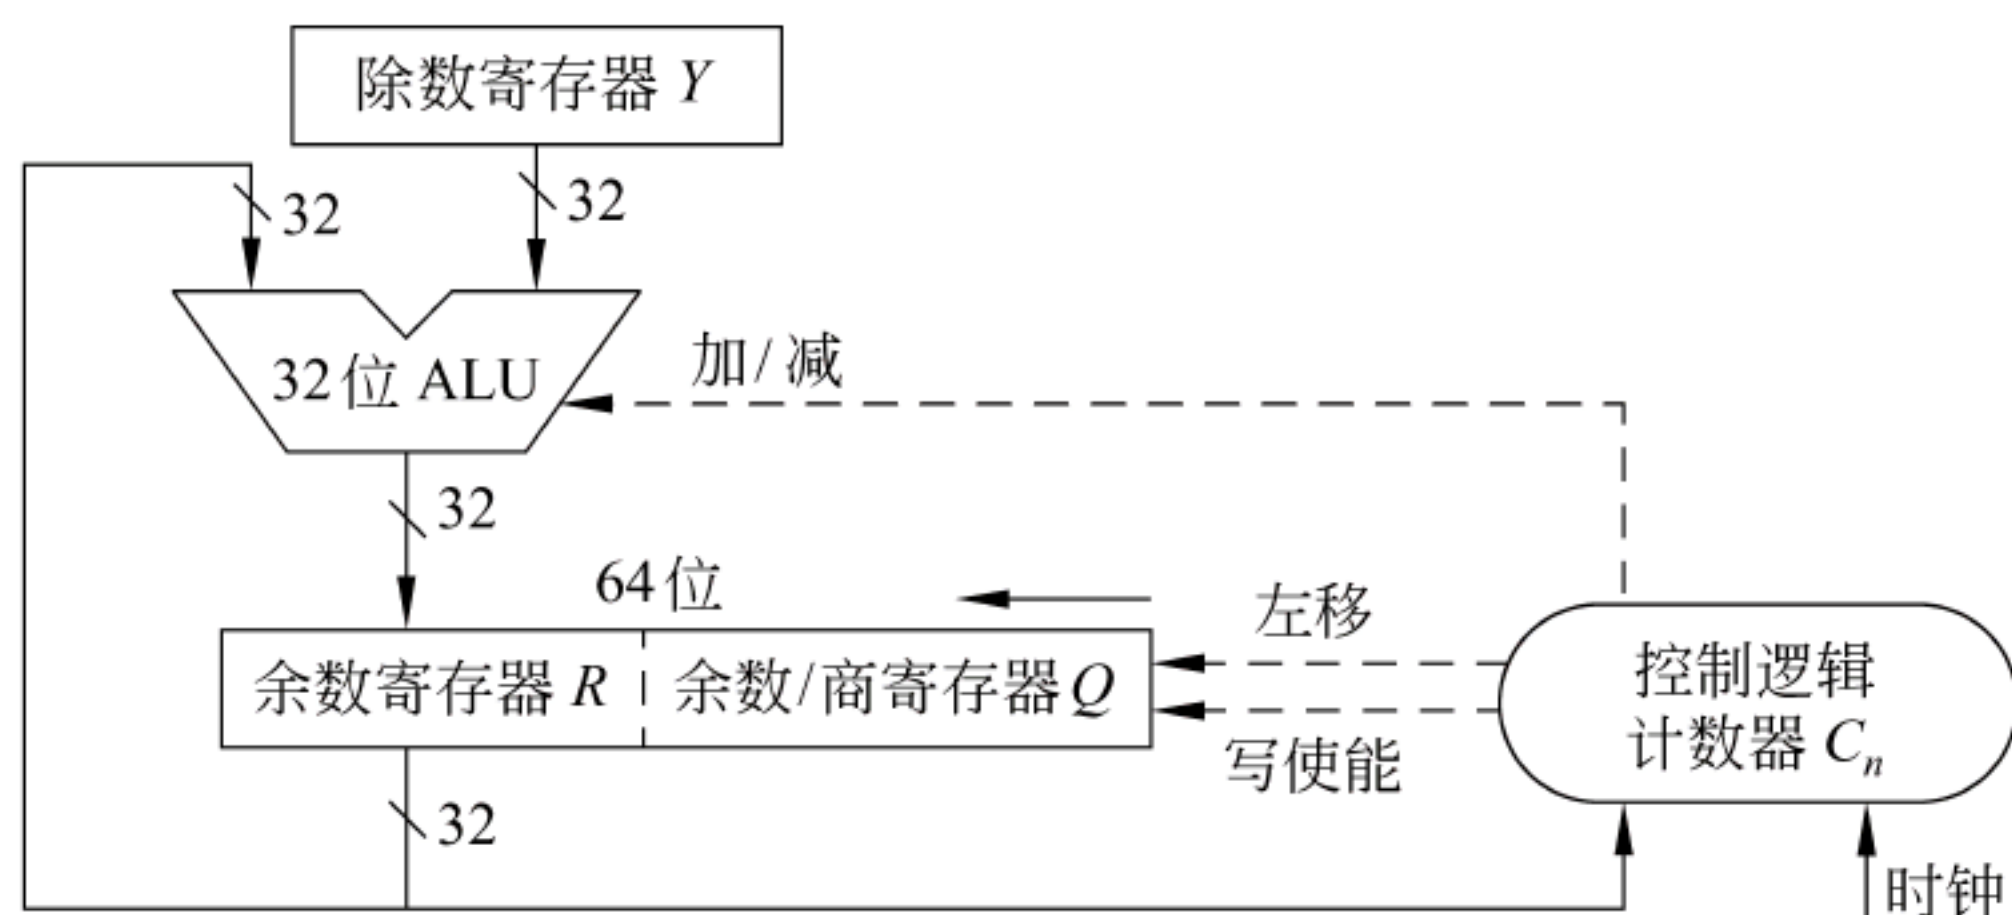 除数寄存器 Y
32
32
32位 ALU
加/减
32
64位
左移
余数寄存器 R
余数/商寄存器Q
写使能
控制逻辑
计数器 Cn
32
时钟